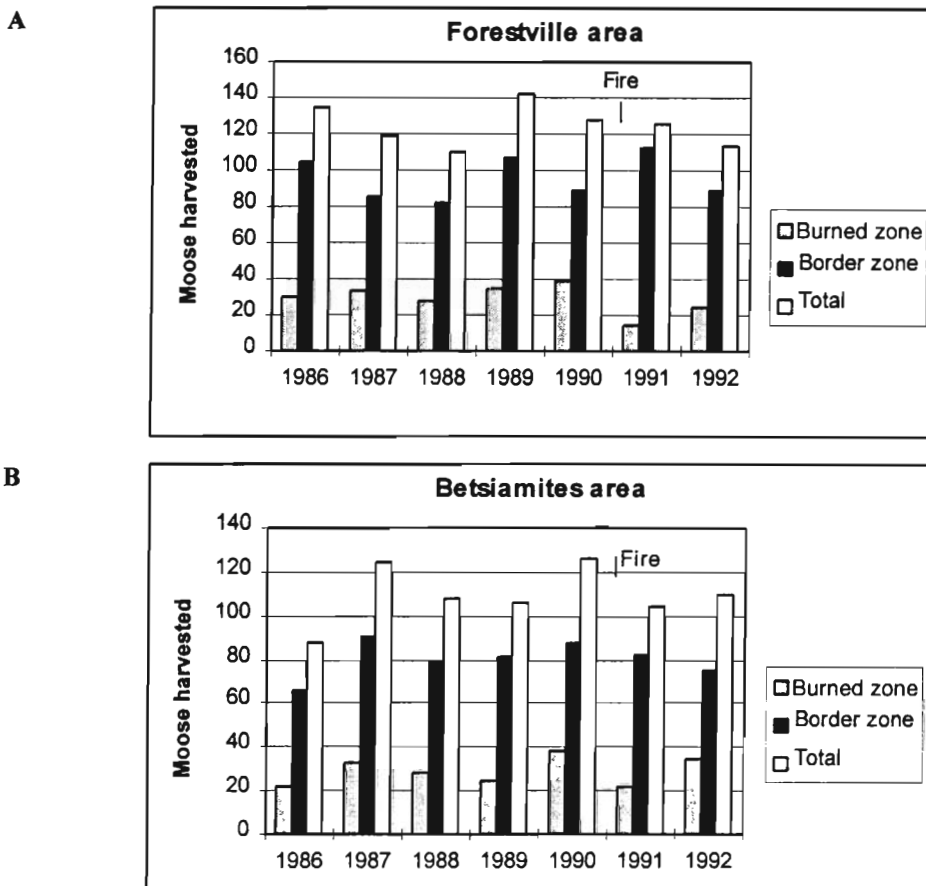 A
Forestville area
Moose harvested
160
140
120
100
80
60
40
20
0
Fire
1986 1987 1988 1989 1990 1991 1992
Burned zone
Border zone
Total
B
Betsiamites area
Moose harvested
140
120
100
80
60
40
20
0
Fire
1986 1987 1988 1989 1990 1991 1992
Burned zone
Border zone
Total